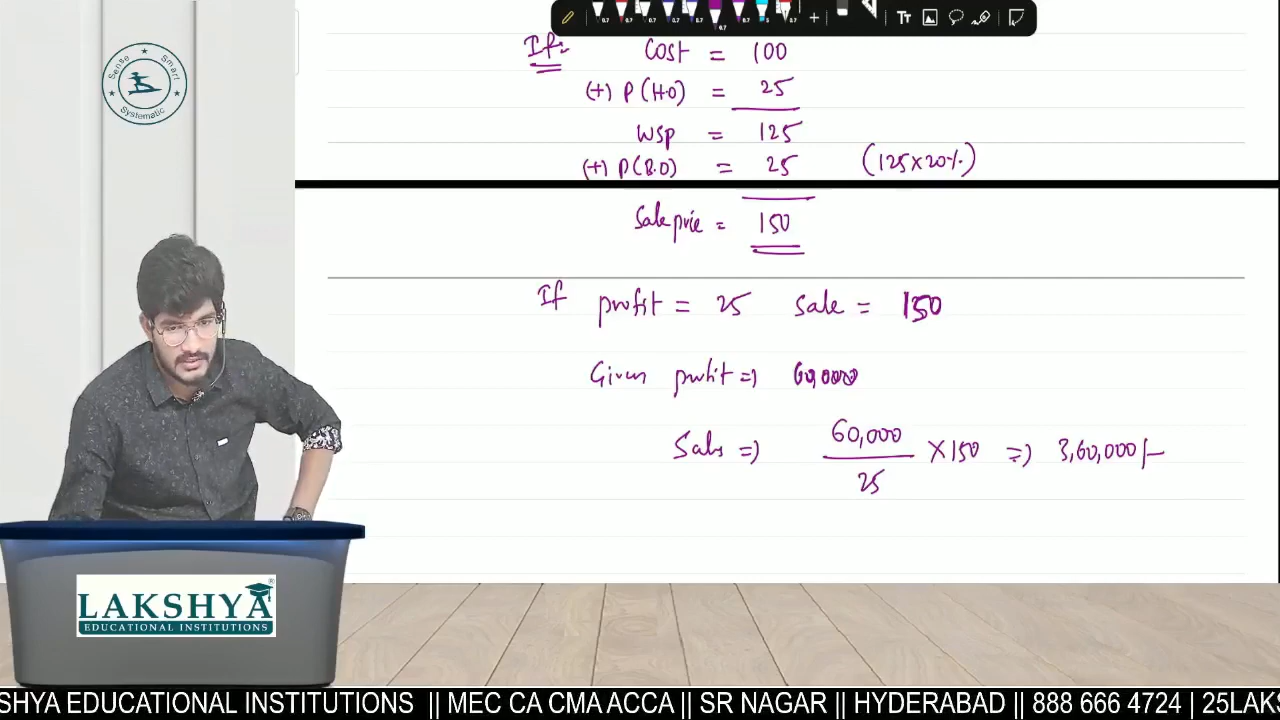 If:
Cost = 100
(+) P(H.O) = 25
WSP = 125
(+) P(B.O) = 25 (125×20%)
Sale price = 150
If profit = 25 Sale = 150
Given profit => 60,000
Sales => 60,000 / 25 ×150 => 3,60,000/-
Sense Smart
Systematic
LAKSHYA®
EDUCATIONAL INSTITUTIONS
SHYA EDUCATIONAL INSTITUTIONS || MEC CA CMA ACCA || SR NAGAR || HYDERABAD || 888 666 4724 | 25LAKS